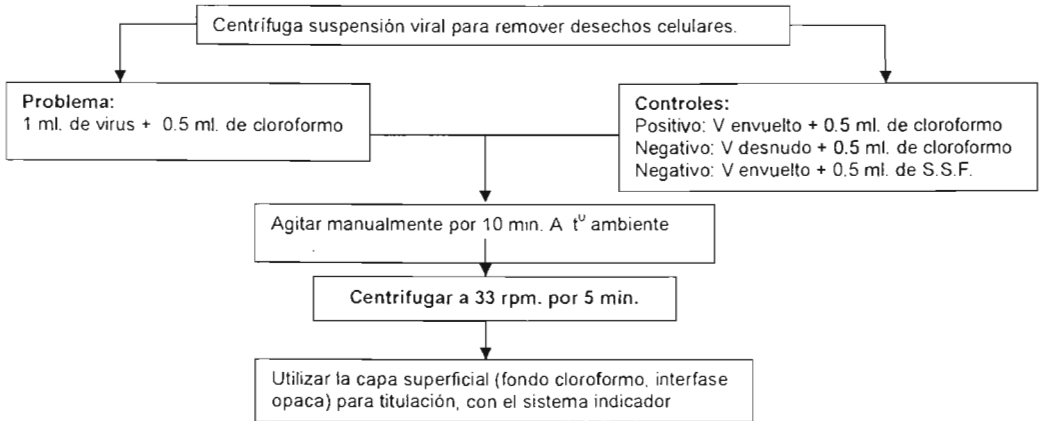 Centrífuga suspensión viral para remover desechos celulares.
Problema:
1 ml. de virus + 0.5 ml. de cloroformo
Controles:
Positivo: V envuelto + 0.5 ml. de cloroformo
Negativo: V desnudo + 0.5 ml. de cloroformo
Negativo: V envuelto + 0.5 ml. de S.S.F.
Agitar manualmente por 10 min. A tº ambiente
Centrifugar a 33 rpm. por 5 min.
Utilizar la capa superficial (fondo cloroformo, interfase
opaca) para titulación, con el sistema indicador